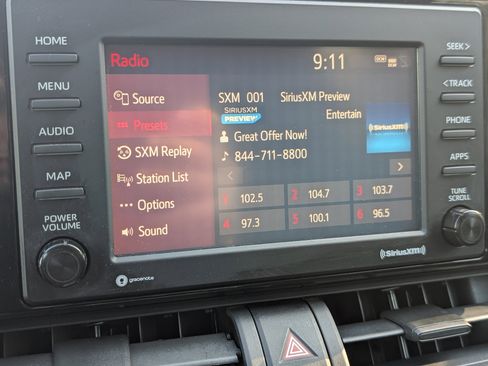 HOME
MENU
AUDIO
MAP
POWER
VOLUME
Radio
9:11
DCM
Source
Presets
SXM Replay
Station List
Options
Sound
SXM 001 SiriusXM Preview
SIRIUSXM
PREVIEW
Entertain
Great Offer Now!
844-711-8800
SiriusXM
1 102.5
2 104.7
3 103.7
4 97.3
5 100.1
6 96.5
gracenote
SiriusXM
SEEK >
< TRACK
PHONE
APPS
TUNE
SCROLL